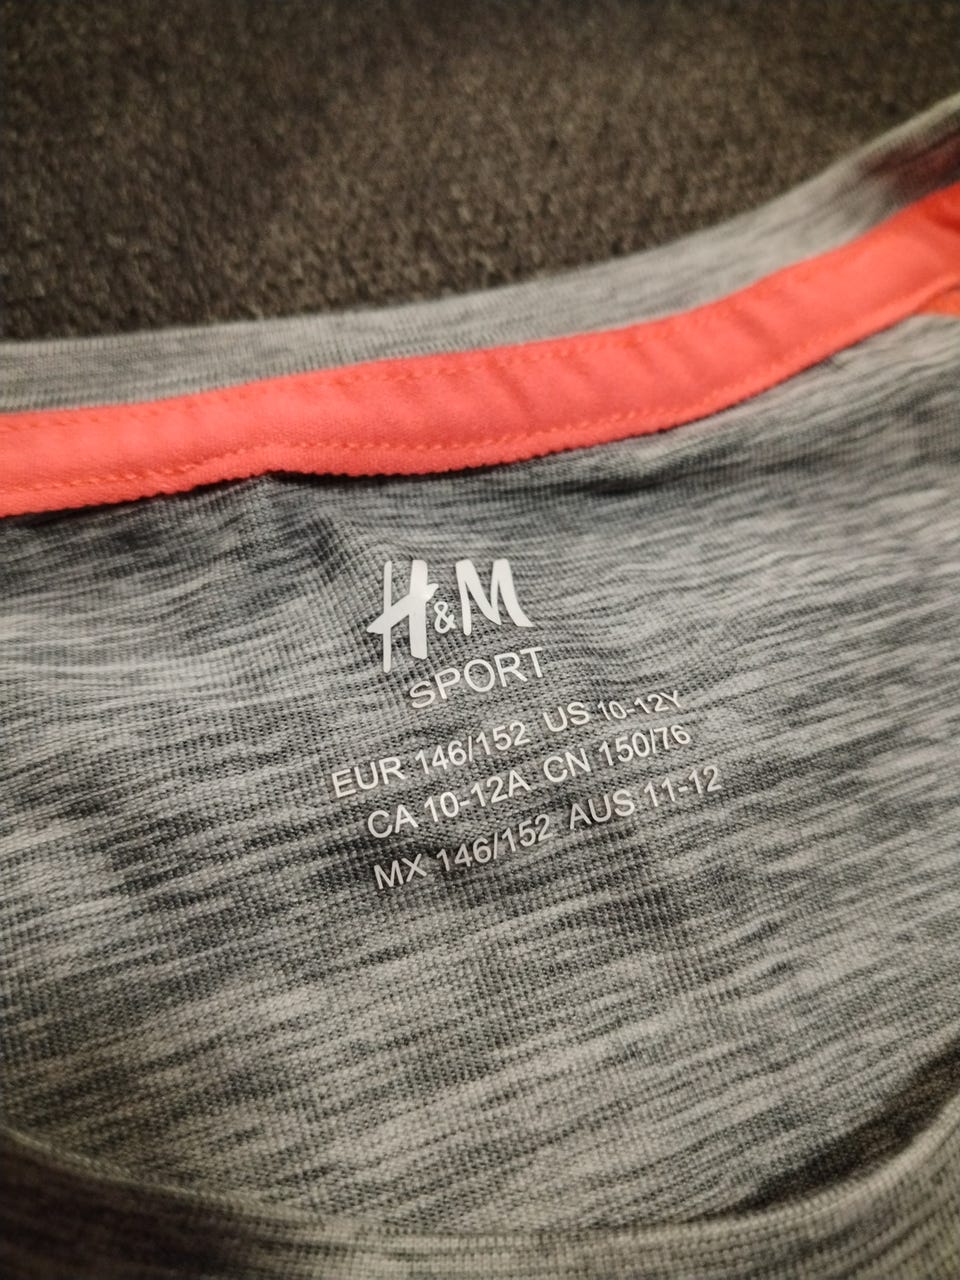 H&M
SPORT
EUR 146/152 US 10-12Y
CA 10-12A CN 150/76
MX 146/152 AUS 11-12